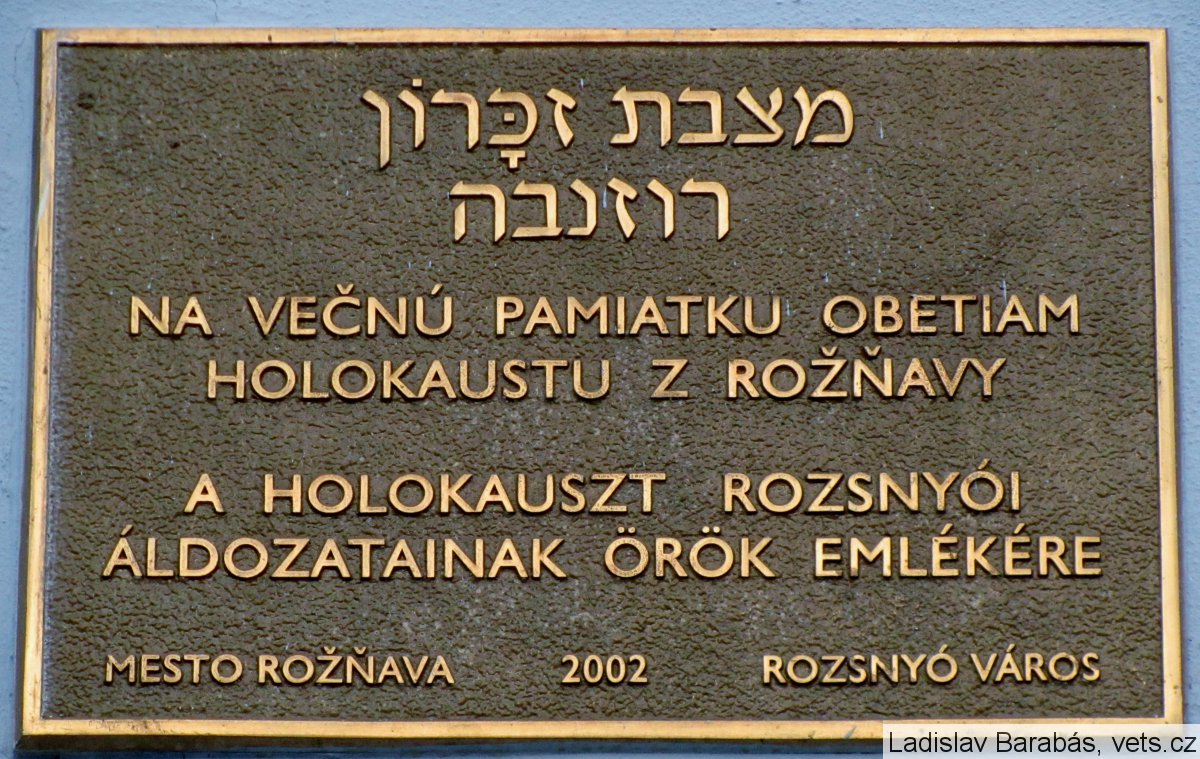 מצבת זכָּרוֹן
רוזנבה
NA VEČNÚ PAMIATKU OBETIAM
HOLOKAUSTU Z ROŽŇAVY
A HOLOKAUSZT ROZSNYÓI
ÁLDOZATAINAK ÖRÖK EMLÉKÉRE
MESTO ROŽŇAVA 2002 ROZSNYÓ VÁROS
Ladislav Barabás, vets.cz